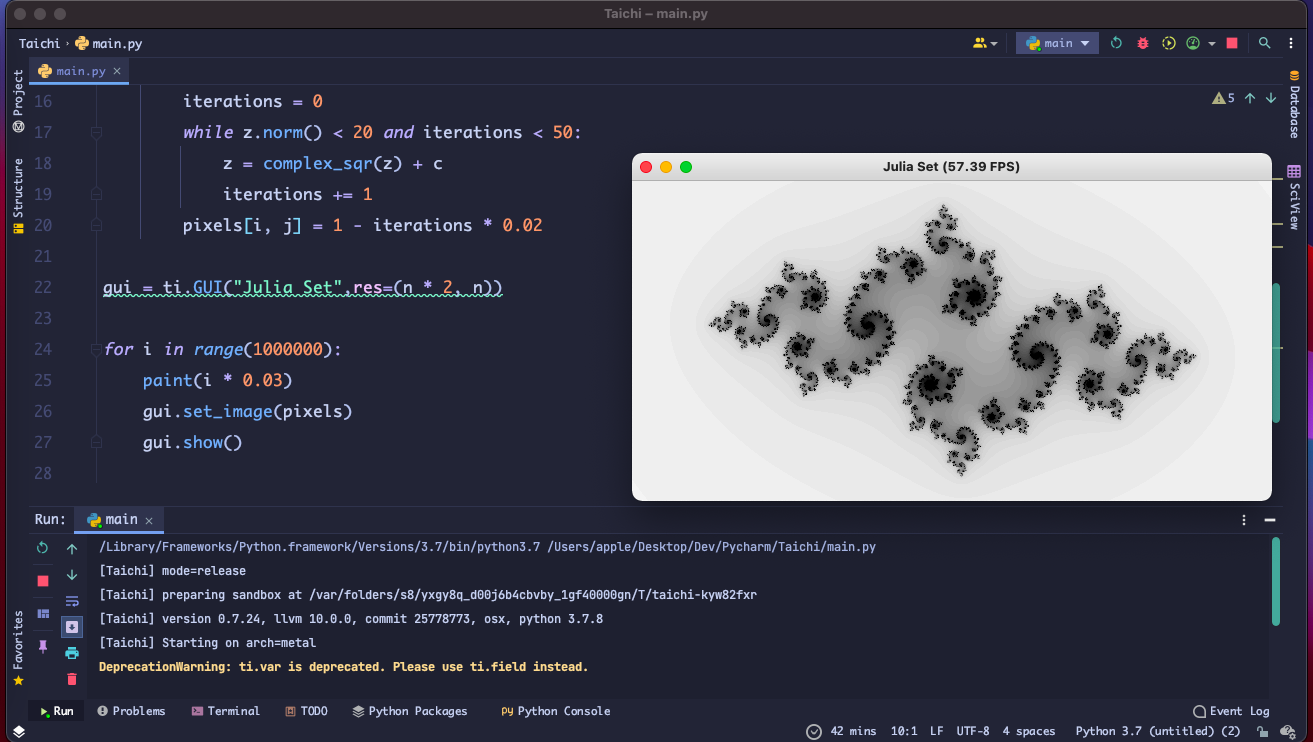 Taichi – main.py
Taichi › main.py
main
main.py ×
Project
Structure
Favorites
Database
SciView
5
16 iterations = 0
17 while z.norm() < 20 and iterations < 50:
18 z = complex_sqr(z) + c
19 iterations += 1
20 pixels[i, j] = 1 - iterations * 0.02
21
22 gui = ti.GUI("Julia Set",res=(n * 2, n))
23
24 for i in range(1000000):
25 paint(i * 0.03)
26 gui.set_image(pixels)
27 gui.show()
28
Julia Set (57.39 FPS)
Run: main ×
/Library/Frameworks/Python.framework/Versions/3.7/bin/python3.7 /Users/apple/Desktop/Dev/Pycharm/Taichi/main.py
[Taichi] mode=release
[Taichi] preparing sandbox at /var/folders/s8/yxgy8q_d00j6b4cbvby_1gf40000gn/T/taichi-kyw82fxr
[Taichi] version 0.7.24, llvm 10.0.0, commit 25778773, osx, python 3.7.8
[Taichi] Starting on arch=metal
DeprecationWarning: ti.var is deprecated. Please use ti.field instead.
Run Problems Terminal TODO Python Packages Python Console Event Log
42 mins 10:1 LF UTF-8 4 spaces Python 3.7 (untitled) (2)